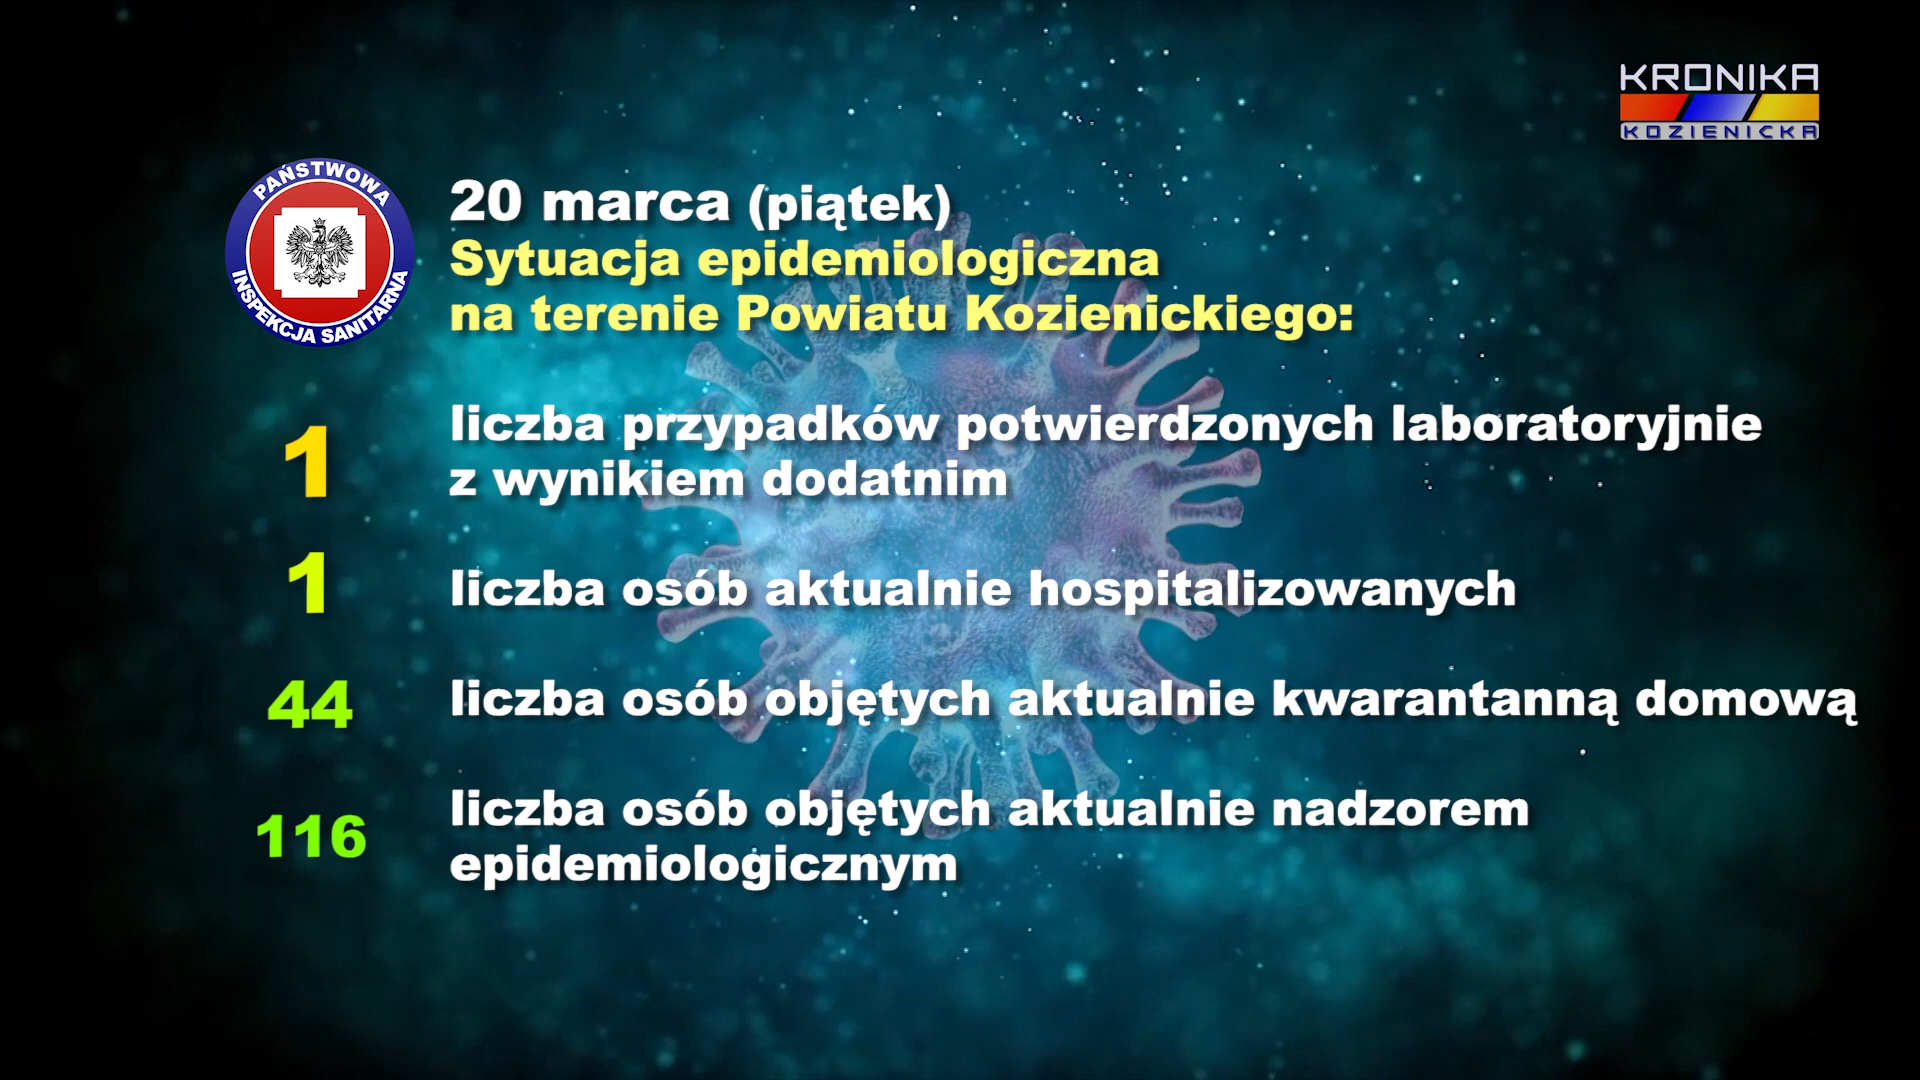 KRONIKA
KOZIENICKA
PAŃSTWOWA
INSPEKCJA SANITARNA
20 marca (piątek)
Sytuacja epidemiologiczna
na terenie Powiatu Kozienickiego:
1
liczba przypadków potwierdzonych laboratoryjnie
z wynikiem dodatnim
1
liczba osób aktualnie hospitalizowanych
44
liczba osób objętych aktualnie kwarantanną domową
116
liczba osób objętych aktualnie nadzorem
epidemiologicznym